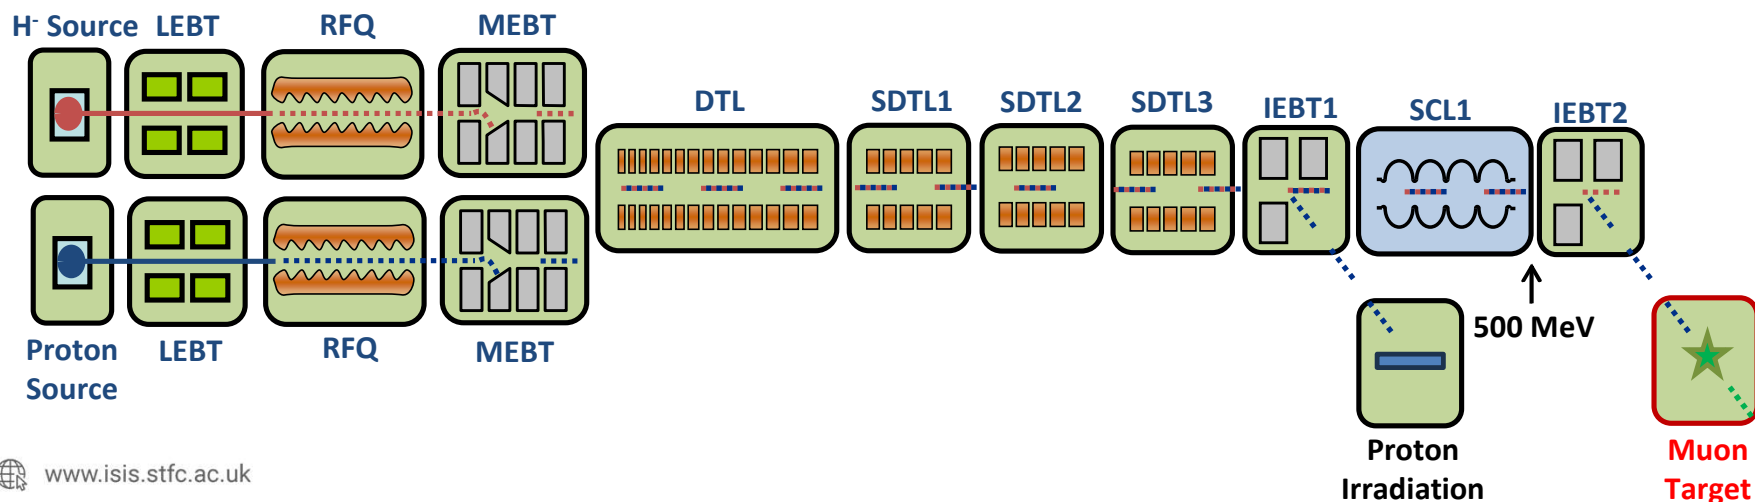 H- Source LEBT RFQ MEBT
DTL SDTL1 SDTL2 SDTL3 IEBT1 SCL1 IEBT2
500 MeV
Proton
Source
LEBT RFQ MEBT
Proton
Irradiation
Muon
Target
www.isis.stfc.ac.uk